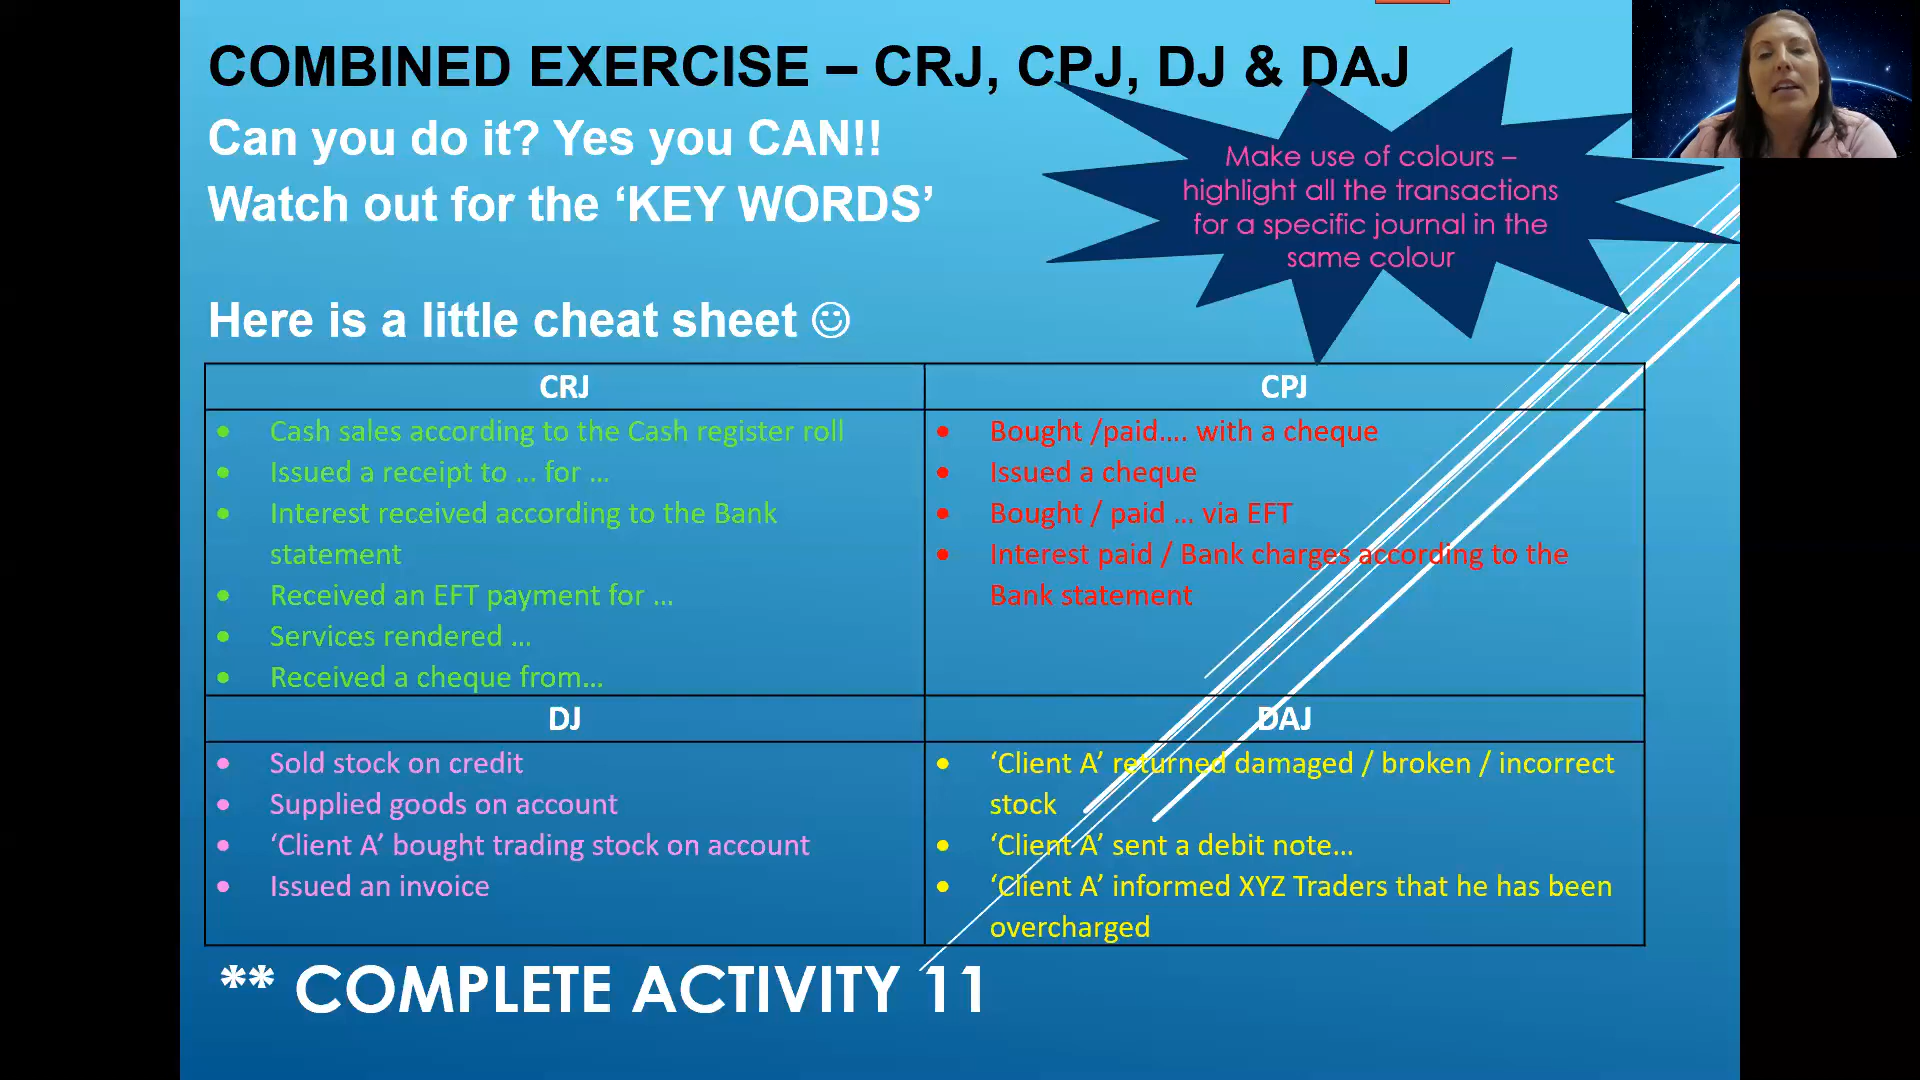 COMBINED EXERCISE – CRJ, CPJ, DJ & DAJ
Can you do it? Yes you CAN!!
Watch out for the ‘KEY WORDS’
Make use of colours –
highlight all the transactions
for a specific journal in the
same colour
Here is a little cheat sheet ☺
CRJ
• Cash sales according to the Cash register roll
• Issued a receipt to … for …
• Interest received according to the Bank
statement
• Received an EFT payment for …
• Services rendered …
• Received a cheque from…
CPJ
• Bought /paid…. with a cheque
• Issued a cheque
• Bought / paid … via EFT
• Interest paid / Bank charges according to the
Bank statement
DJ
• Sold stock on credit
• Supplied goods on account
• ‘Client A’ bought trading stock on account
• Issued an invoice
DAJ
• ‘Client A’ returned damaged / broken / incorrect
stock
• ‘Client A’ sent a debit note…
• ‘Client A’ informed XYZ Traders that he has been
overcharged
** COMPLETE ACTIVITY 11